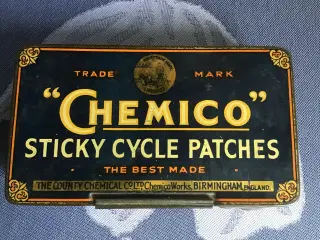 TRADE MARK
"CHEMICO"
STICKY CYCLE PATCHES
THE BEST MADE
THE COUNTY CHEMICAL CO LTD Chemico Works, BIRMINGHAM, ENGLAND.